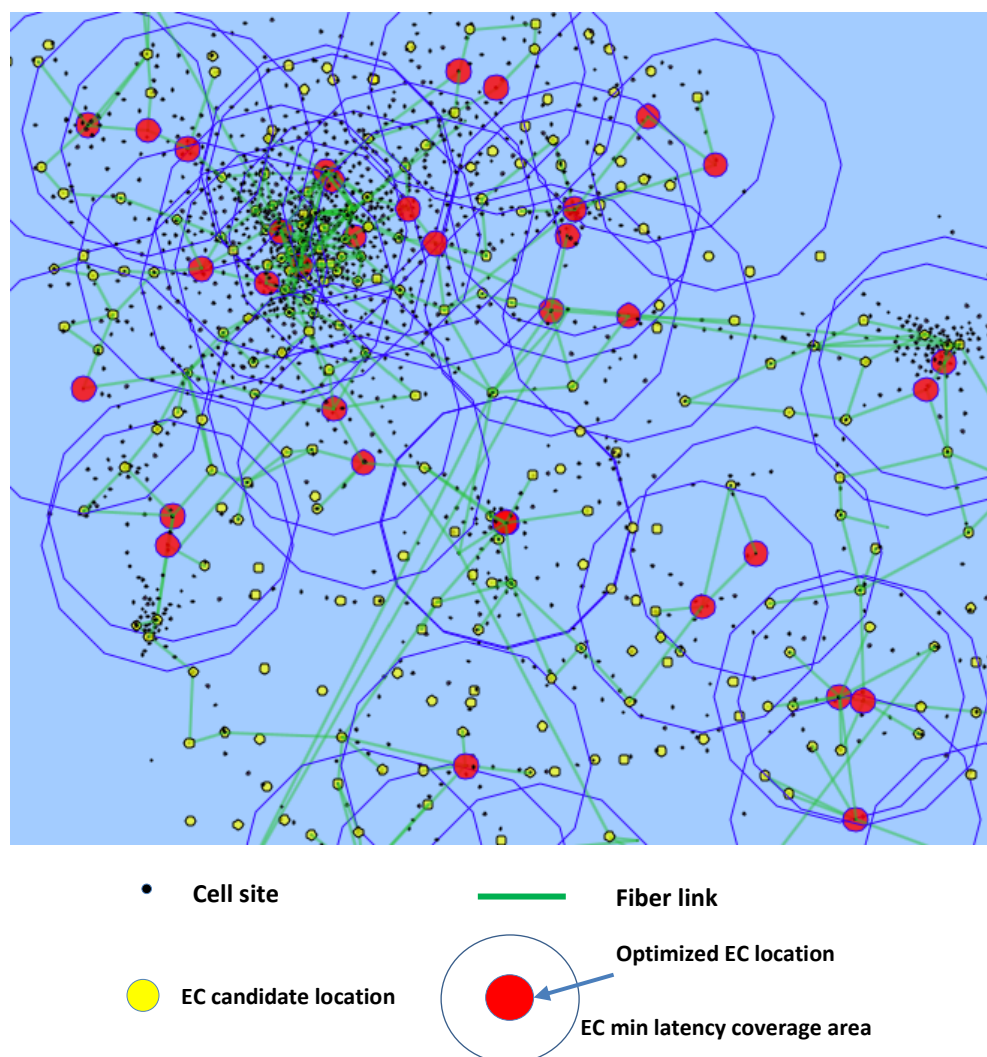 Cell site
Fiber link
Optimized EC location
EC candidate location
EC min latency coverage area